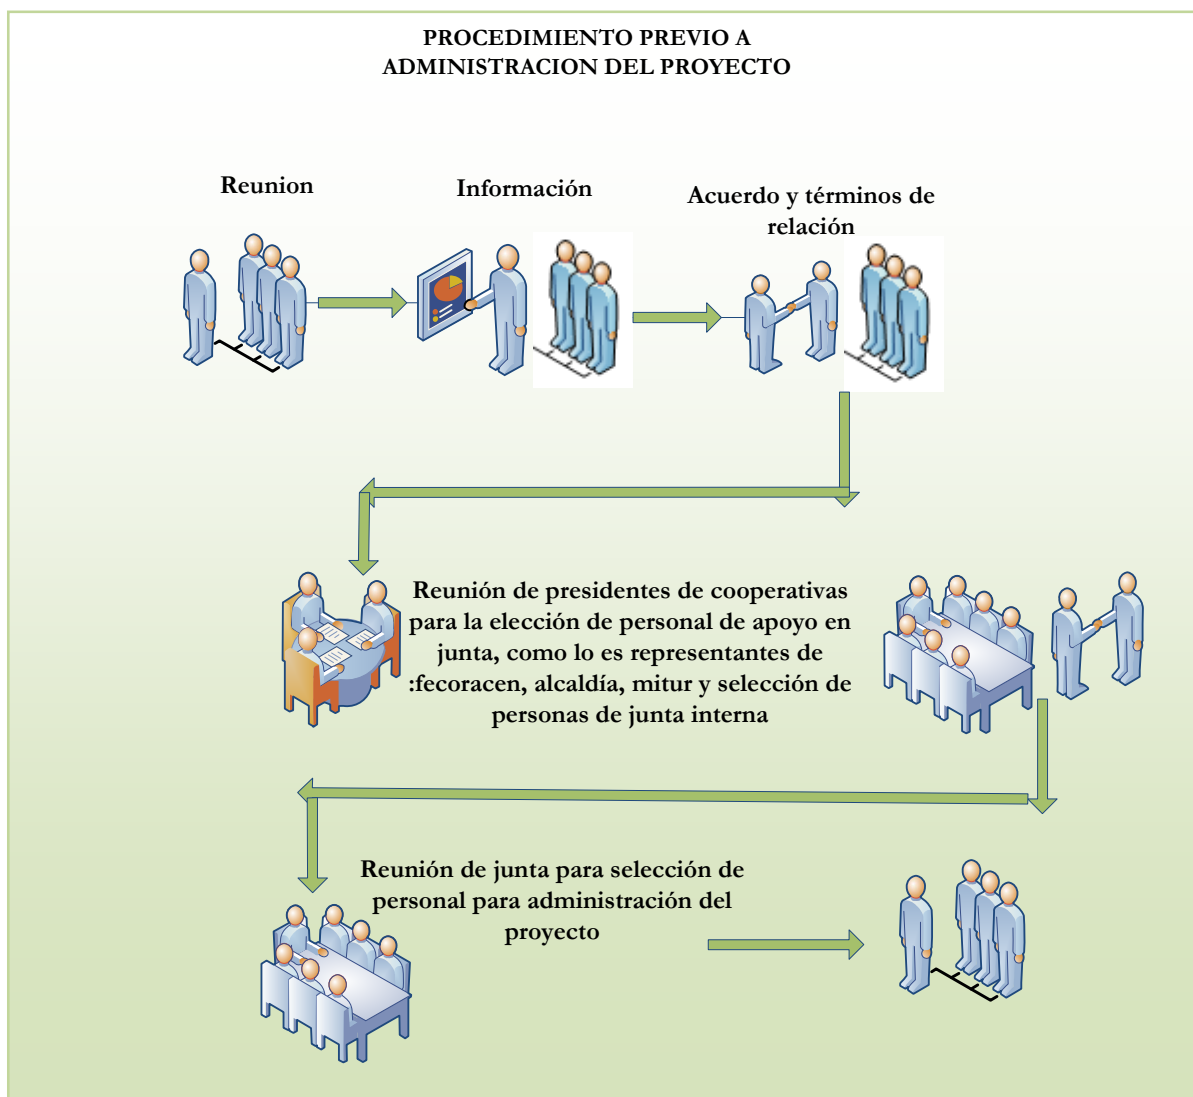 PROCEDIMIENTO PREVIO A
ADMINISTRACION DEL PROYECTO
Reunion
Información
Acuerdo y términos de
relación
Reunión de presidentes de cooperativas
para la elección de personal de apoyo en
junta, como lo es representantes de
:fecoracen, alcaldía, mitur y selección de
personas de junta interna
Reunión de junta para selección de
personal para administración del
proyecto